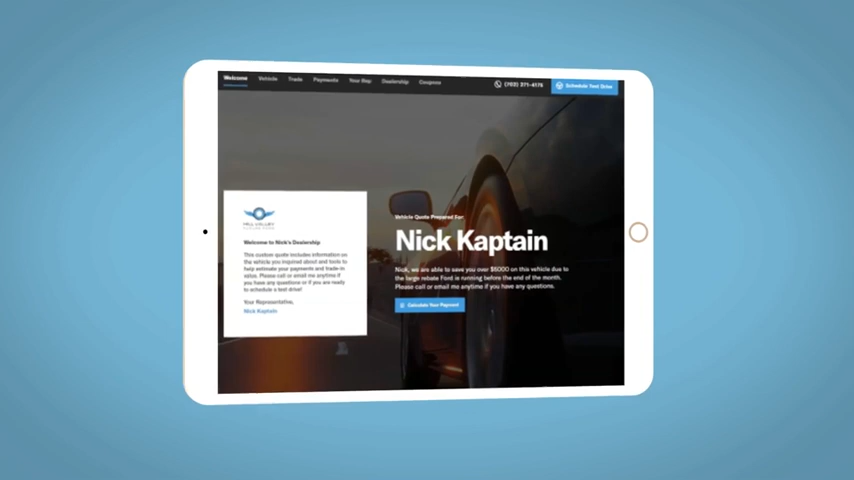 Welcome Vehicle Trade Payments Your Rep Dealership Coupons (703) 371-4175 Schedule Test Drive
HILL VALLEY
Welcome to Nick's Dealership
This custom quote includes information on
the vehicle you inquired about and tools to
help estimate your payments and trade-in
value. Please call or email me anytime if
you have any questions or if you are ready
to schedule a test drive!
Your Representative,
Nick Kaptain
Vehicle Quote Prepared For:
Nick Kaptain
Nick, we are able to save you over $5000 on this vehicle due to
the large rebate Ford is running before the end of the month.
Please call or email me anytime if you have any questions.
Calculate Your Payment